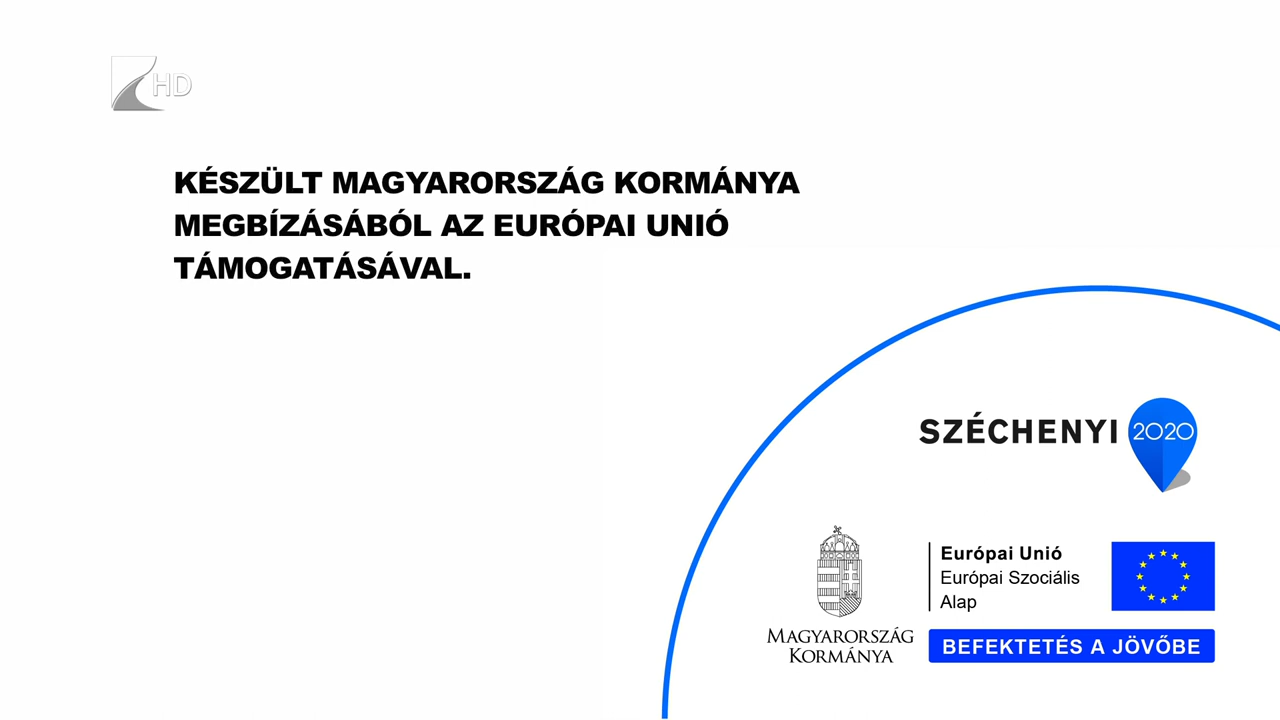 HD
KÉSZÜLT MAGYARORSZÁG KORMÁNYA
MEGBÍZÁSÁBÓL AZ EURÓPAI UNIÓ
TÁMOGATÁSÁVAL.
SZÉCHENYI 2020
MAGYARORSZÁG
KORMÁNYA
Európai Unió
Európai Szociális
Alap
BEFEKTETÉS A JÖVŐBE